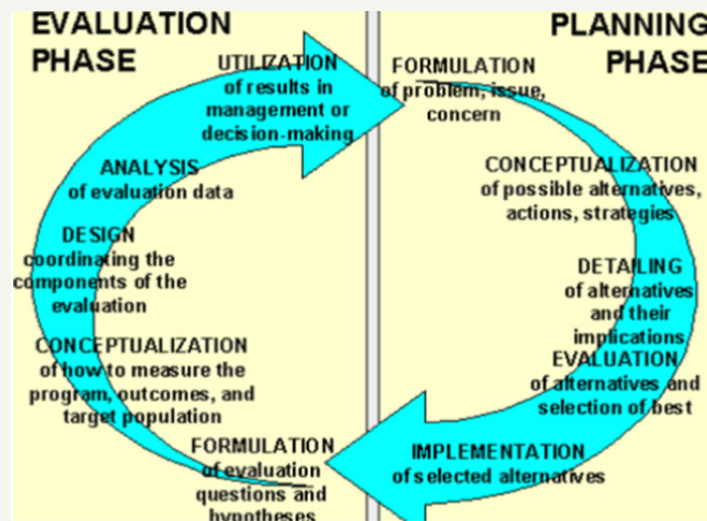 EVALUATION
PHASE
UTILIZATION
of results in
management or
decision-making
ANALYSIS
of evaluation data
DESIGN
coordinating the
components of the
evaluation
CONCEPTUALIZATION
of how to measure the
program, outcomes, and
target population
FORMULATION
of evaluation
questions and
hypotheses
PLANNING
PHASE
FORMULATION
of problem, issue,
concern
CONCEPTUALIZATION
of possible alternatives,
actions, strategies
DETAILING
of alternatives
and their
implications
EVALUATION
of alternatives and
selection of best
IMPLEMENTATION
of selected alternatives